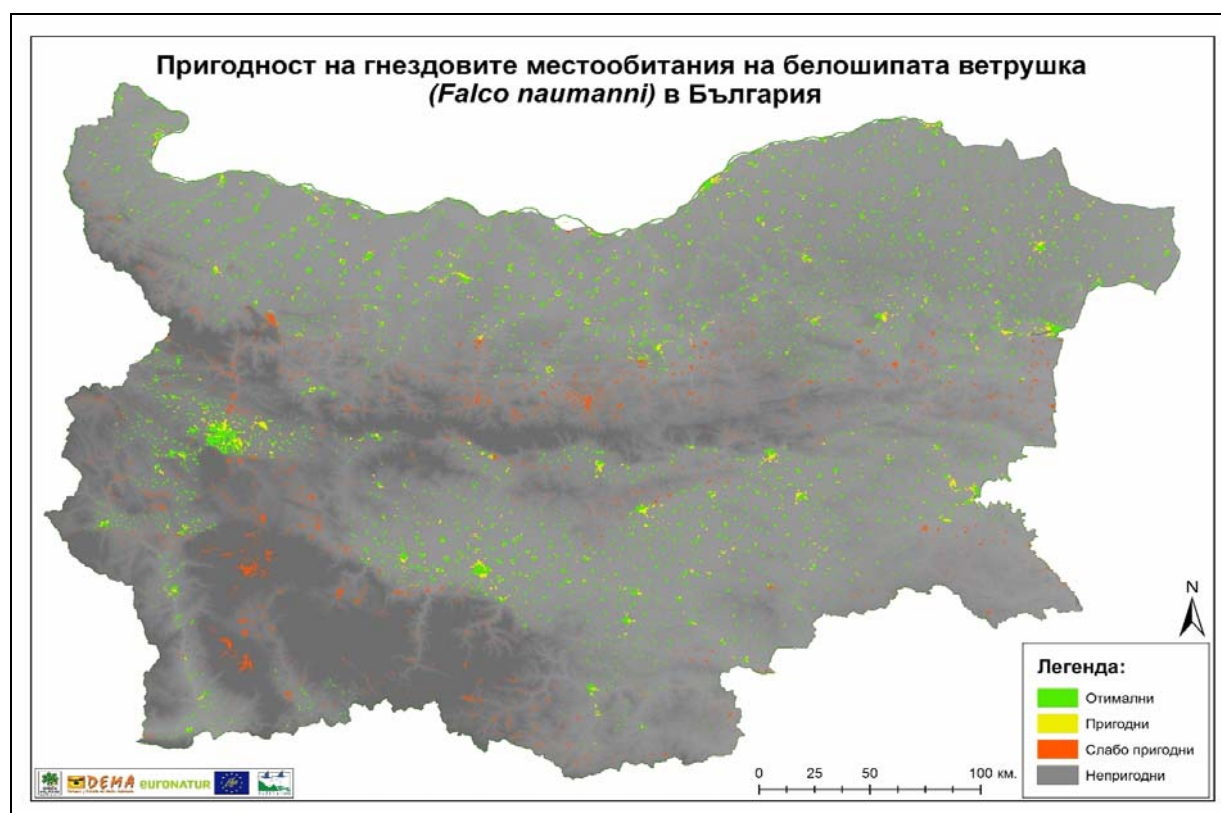 Пригодност на гнездовите местообитания на белошипата ветрушка
(Falco naumanni) в България
N
Легенда:
Отимални
Пригодни
Слабо пригодни
Непригодни
0 25 50 100 км.
DEMA
euronatur